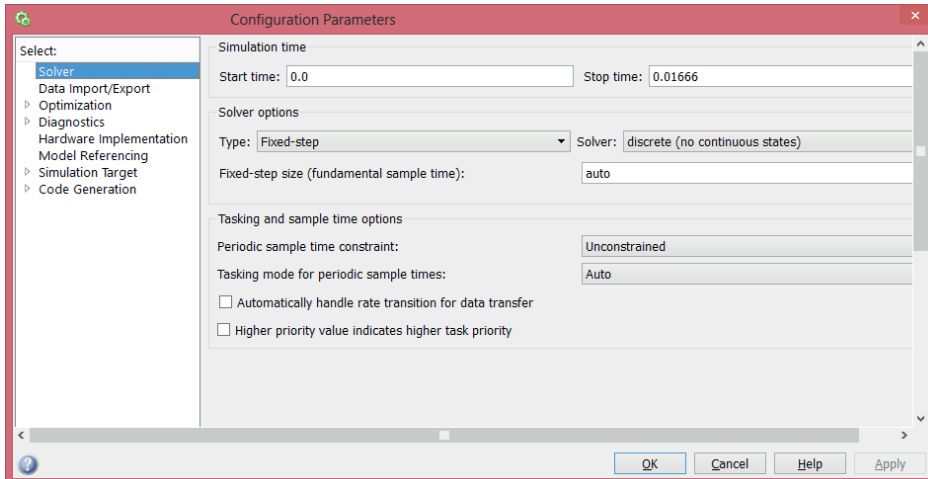 Configuration Parameters
Select:
Solver
Data Import/Export
Optimization
Diagnostics
Hardware Implementation
Model Referencing
Simulation Target
Code Generation
Simulation time
Start time: 0.0 Stop time: 0.01666
Solver options
Type: Fixed-step Solver: discrete (no continuous states)
Fixed-step size (fundamental sample time): auto
Tasking and sample time options
Periodic sample time constraint: Unconstrained
Tasking mode for periodic sample times: Auto
Automatically handle rate transition for data transfer
Higher priority value indicates higher task priority
OK Cancel Help Apply